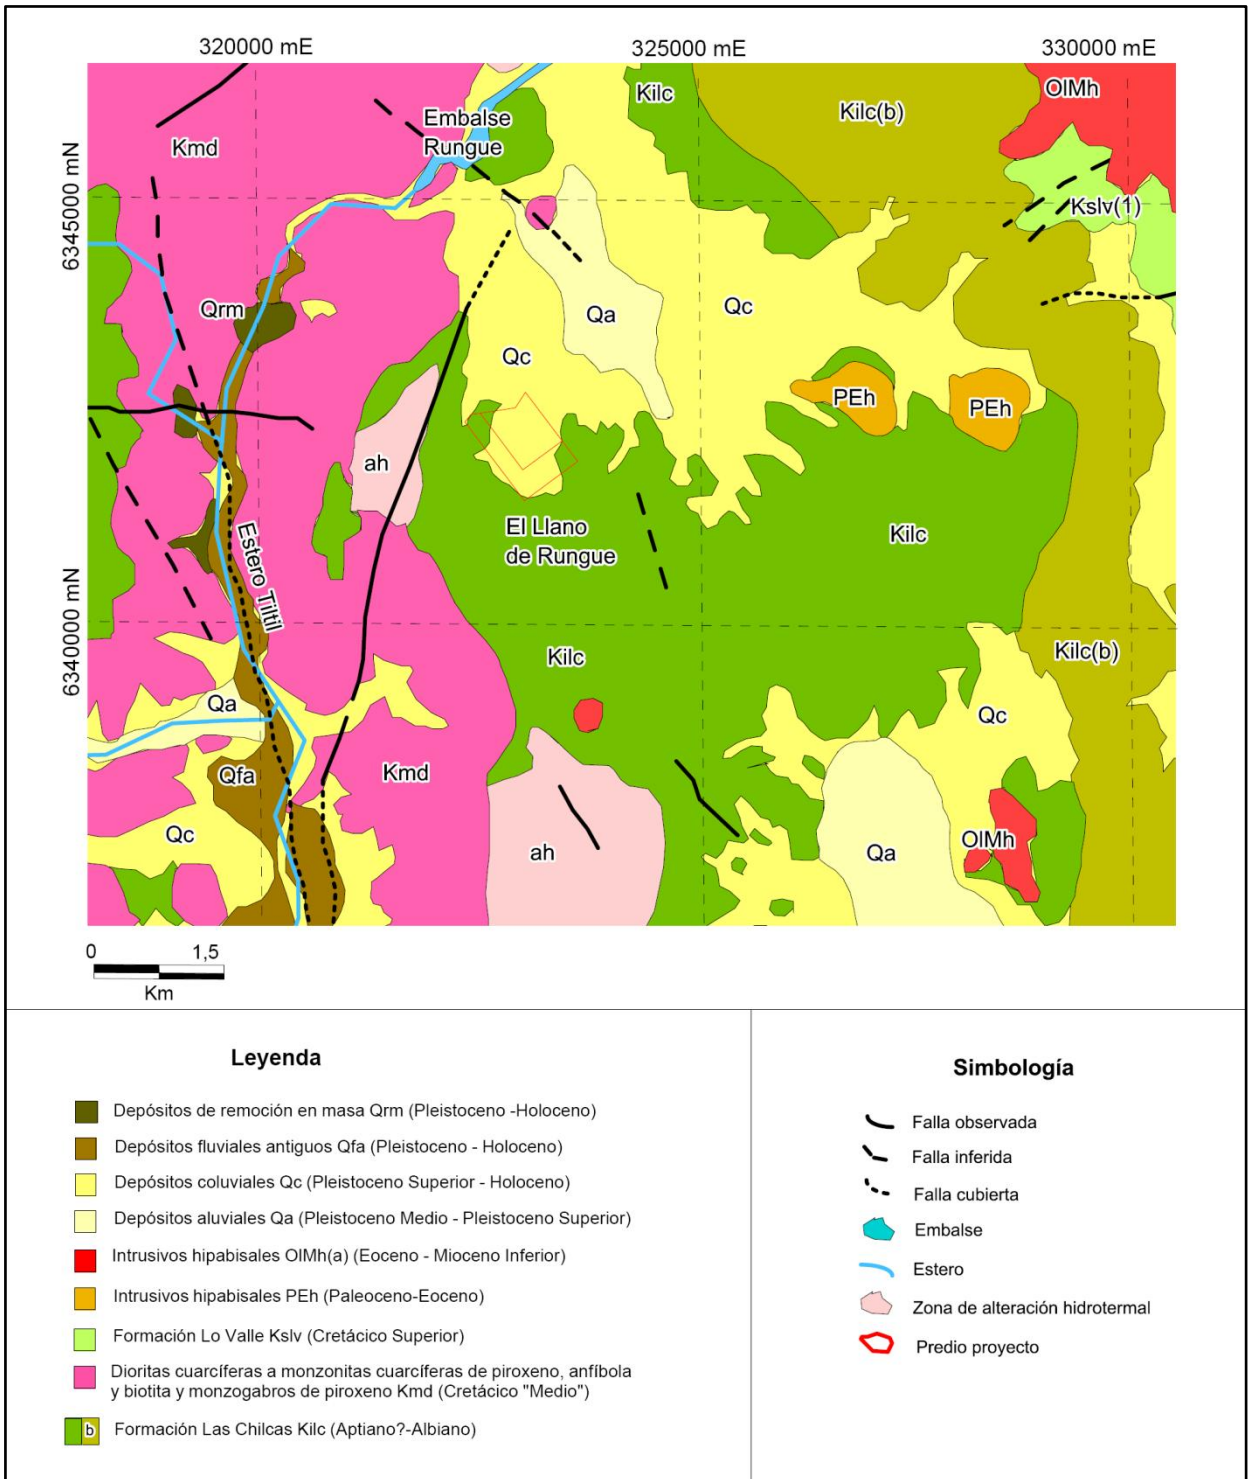 320000 mE
325000 mE
330000 mE
6345000 mN
6340000 mN
Kilc
Kilc(b)
OlMh
Embalse
Rungue
Kmd
Kslv(1)
Qrm
Qa
Qc
Qc
PEh
PEh
ah
El Llano
de Rungue
Kilc
Estero Tiltil
Kilc
Kilc(b)
Qa
Qc
Qfa
Kmd
Qc
ah
Qa
OlMh
0 1,5
Km
Leyenda
Depósitos de remoción en masa Qrm (Pleistoceno -Holoceno)
Depósitos fluviales antiguos Qfa (Pleistoceno - Holoceno)
Depósitos coluviales Qc (Pleistoceno Superior - Holoceno)
Depósitos aluviales Qa (Pleistoceno Medio - Pleistoceno Superior)
Intrusivos hipabisales OlMh(a) (Eoceno - Mioceno Inferior)
Intrusivos hipabisales PEh (Paleoceno-Eoceno)
Formación Lo Valle Kslv (Cretácico Superior)
Dioritas cuarcíferas a monzonitas cuarcíferas de piroxeno, anfíbola
y biotita y monzogabros de piroxeno Kmd (Cretácico "Medio")
b Formación Las Chilcas Kilc (Aptiano?-Albiano)
Simbología
Falla observada
Falla inferida
Falla cubierta
Embalse
Estero
Zona de alteración hidrotermal
Predio proyecto